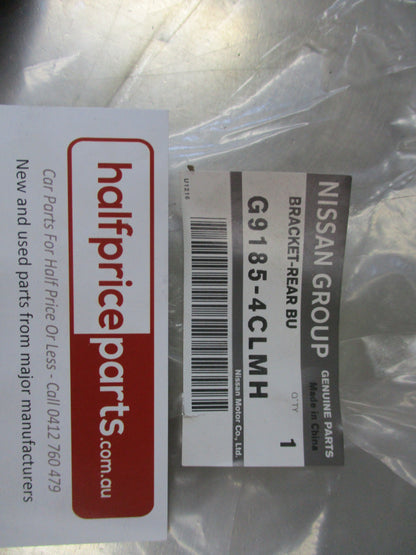 halfpriceparts.com.au
Car Parts For Half Price Or Less - Call 0412 760 479
New and used parts from major manufacturers
NISSAN GROUP
GENUINE PARTS
Made in China
BRACKET-REAR BU
Q'TY
1
G9185-4CLMH
Nissan Motor Co., Ltd.
U1216